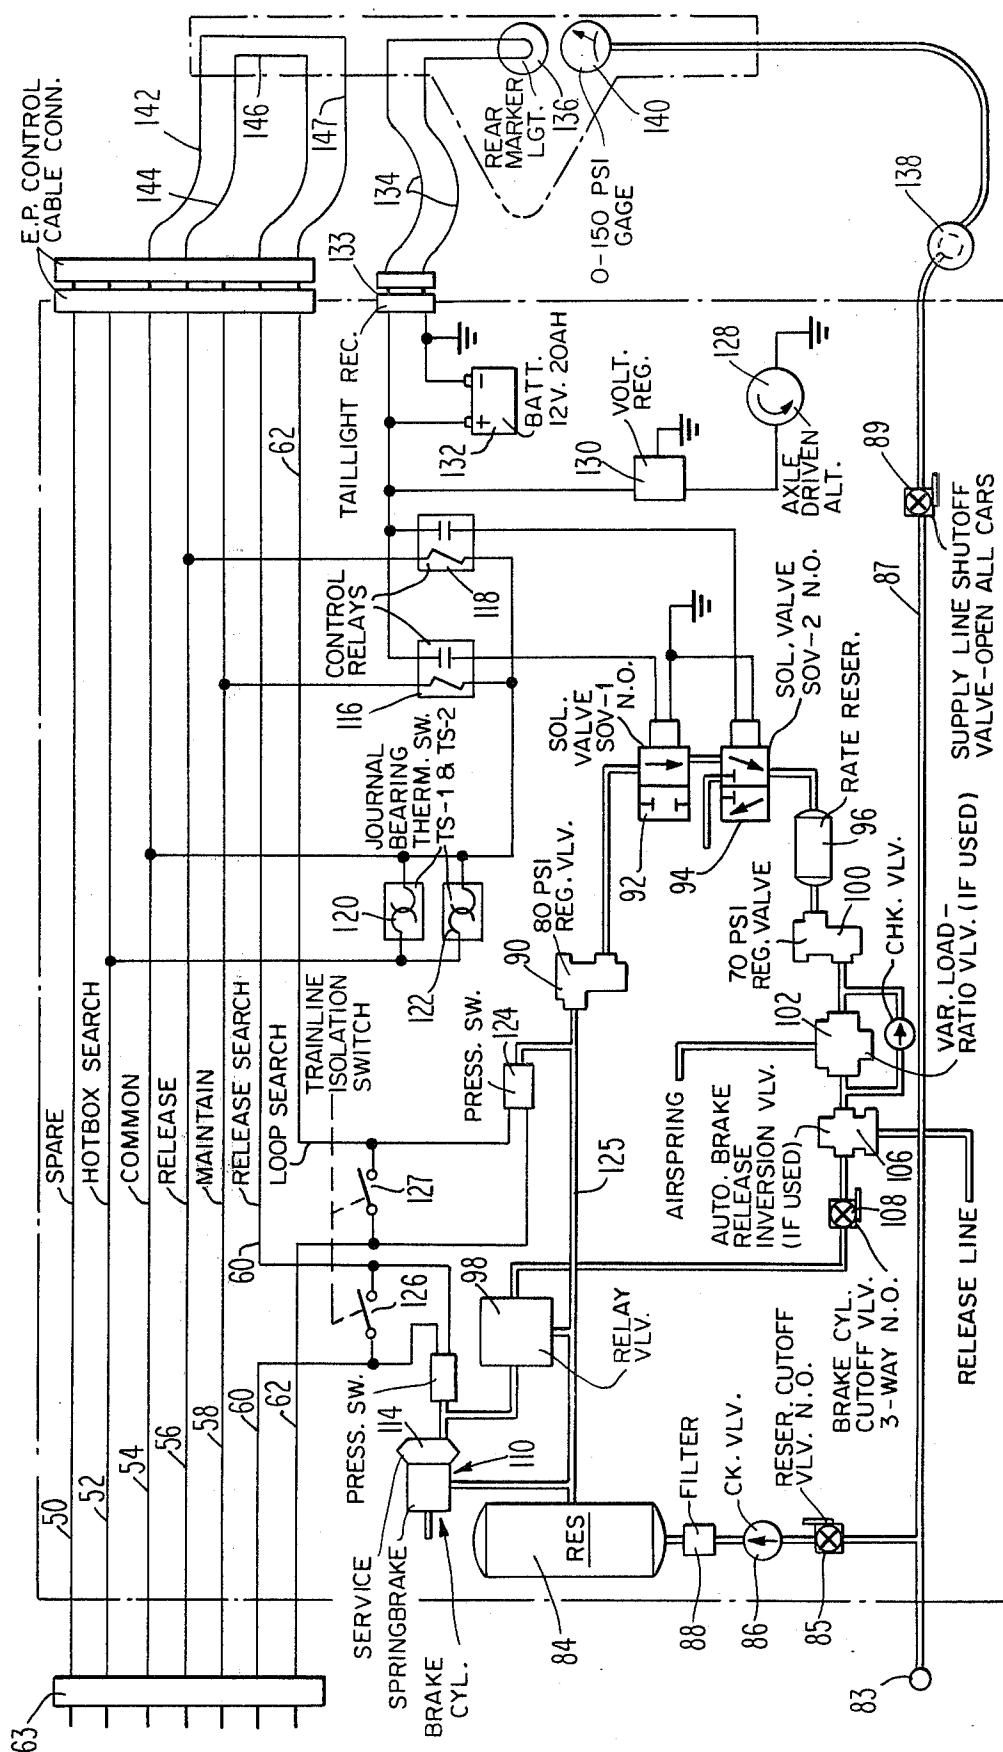 63
50
SPARE
52
HOTBOX SEARCH
54
COMMON
56
RELEASE
58
MAINTAIN
60
60
RELEASE SEARCH
62
LOOP SEARCH
62
E.P. CONTROL
CABLE CONN.
144
142
146
147
TRAINLINE
ISOLATION
SWITCH
126
127
PRESS. SW.
124
PRESS. SW.
114
SERVICE
SPRINGBRAKE
BRAKE
CYL.
110
98
RELAY
VLV.
125
120
122
JOURNAL
BEARING
THERM. SW.
TS-1 & TS-2
116
CONTROL
RELAYS
118
TAILLIGHT REC.
133
134
132
BATT.
12V. 20AH
130
VOLT.
REG.
128
AXLE
DRIVEN
ALT.
REAR
MARKER
LGT.
136
0-150 PSI
GAGE
140
138
90
80 PSI
REG. VLV.
92
SOL.
VALVE
SOV-1
N.O.
94
SOL. VALVE
SOV-2 N.O.
RATE RESER.
96
70 PSI
REG. VALVE
100
CHK. VLV.
102
VAR. LOAD-
RATIO VLV. (IF USED)
AIRSPRING
AUTO. BRAKE
RELEASE
INVERSION VLV.
(IF USED)
106
108
BRAKE CYL.
CUTOFF VLV.
3-WAY N.O.
RELEASE LINE
RES
84
FILTER
88
CK. VLV.
86
RESER. CUTOFF
VLV. N.O.
85
83
87
89
SUPPLY LINE SHUTOFF
VALVE-OPEN ALL CARS